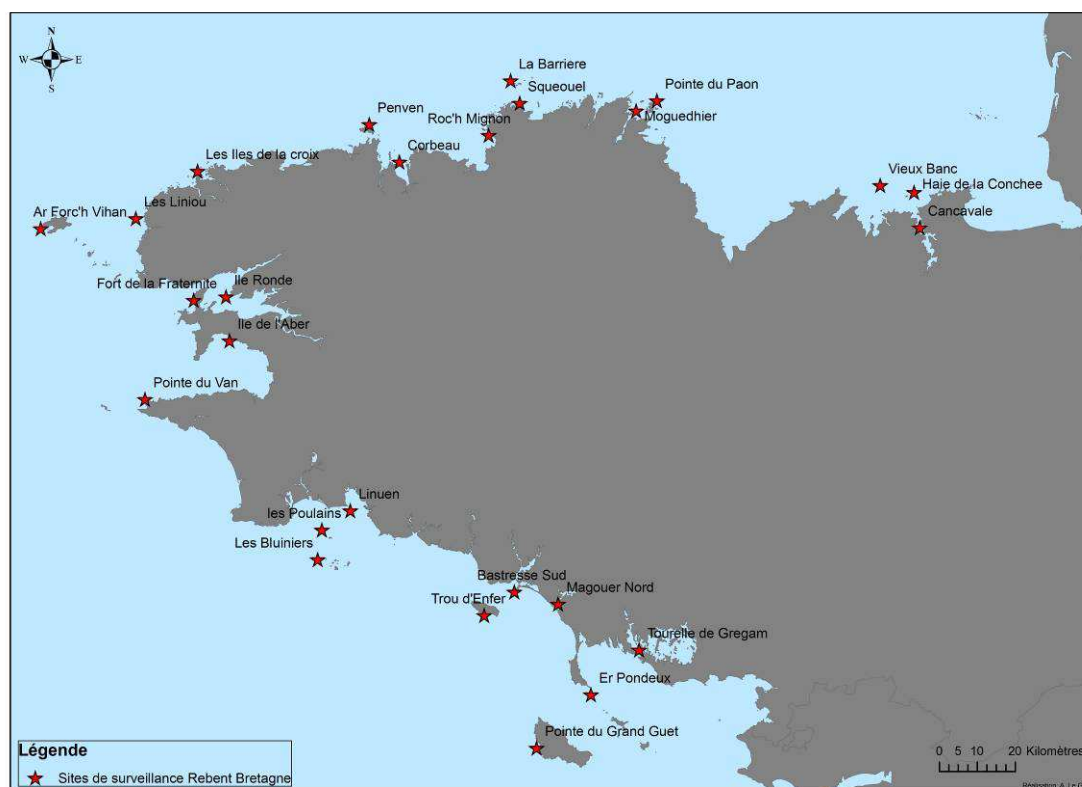 N
W E
S
La Barriere
Squeouel
Pointe du Paon
Penven
Roc'h Mignon
Moguedhier
Corbeau
Les Iles de la croix
Vieux Banc
Haie de la Conchee
Ar Forc'h Vihan
Les Liniou
Cancavale
Fort de la Fraternite
Ile Ronde
Ile de l'Aber
Pointe du Van
Linuen
les Poulains
Les Bluiniers
Bastresse Sud
Magouer Nord
Trou d'Enfer
Tourelle de Gregam
Er Pondeux
Pointe du Grand Guet
Légende
Sites de surveillance Rebent Bretagne
0 5 10 20 Kilomètres
Réalisation: A. Le G